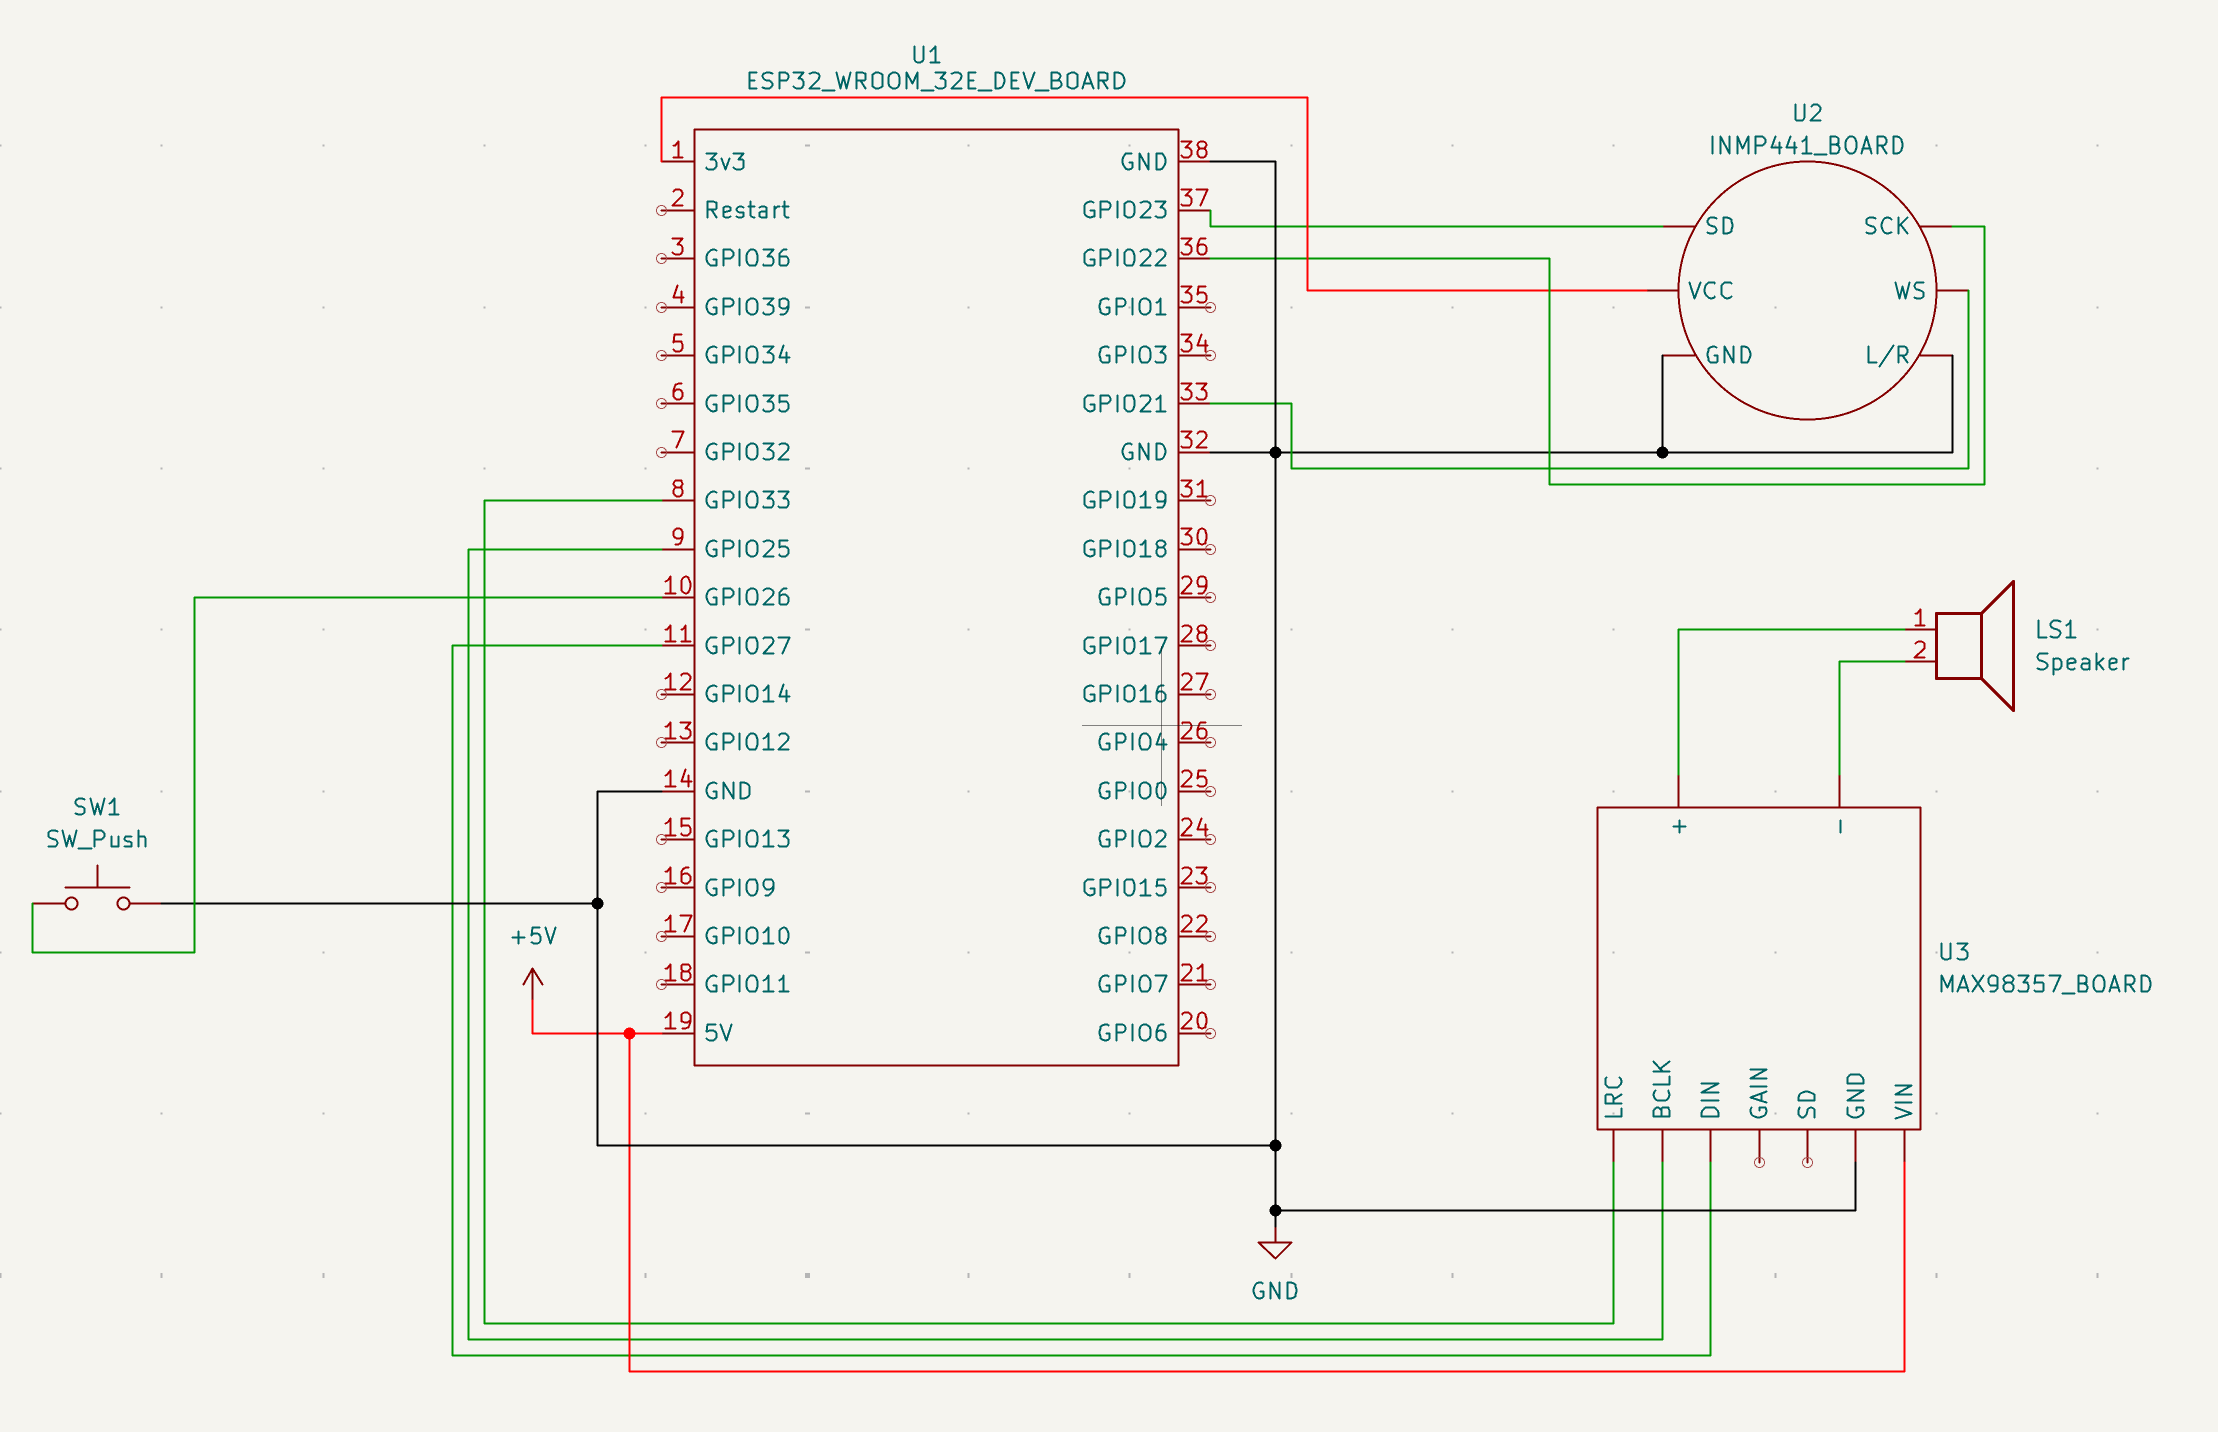 U1
ESP32_WROOM_32E_DEV_BOARD
1 3v3
2 Restart
3 GPIO36
4 GPIO39
5 GPIO34
6 GPIO35
7 GPIO32
8 GPIO33
9 GPIO25
10 GPIO26
11 GPIO27
12 GPIO14
13 GPIO12
14 GND
15 GPIO13
16 GPIO9
17 GPIO10
18 GPIO11
19 5V
GND 38
GPIO23 37
GPIO22 36
GPIO1 35
GPIO3 34
GPIO21 33
GND 32
GPIO19 31
GPIO18 30
GPIO5 29
GPIO17 28
GPIO16 27
GPIO4 26
GPIO0 25
GPIO2 24
GPIO15 23
GPIO8 22
GPIO7 21
GPIO6 20
U2
INMP441_BOARD
SD SCK
VCC WS
GND L/R
1
2
LS1
Speaker
SW1
SW_Push
+5V
+ -
U3
MAX98357_BOARD
LRC
BCLK
DIN
GAIN
SD
GND
VIN
GND